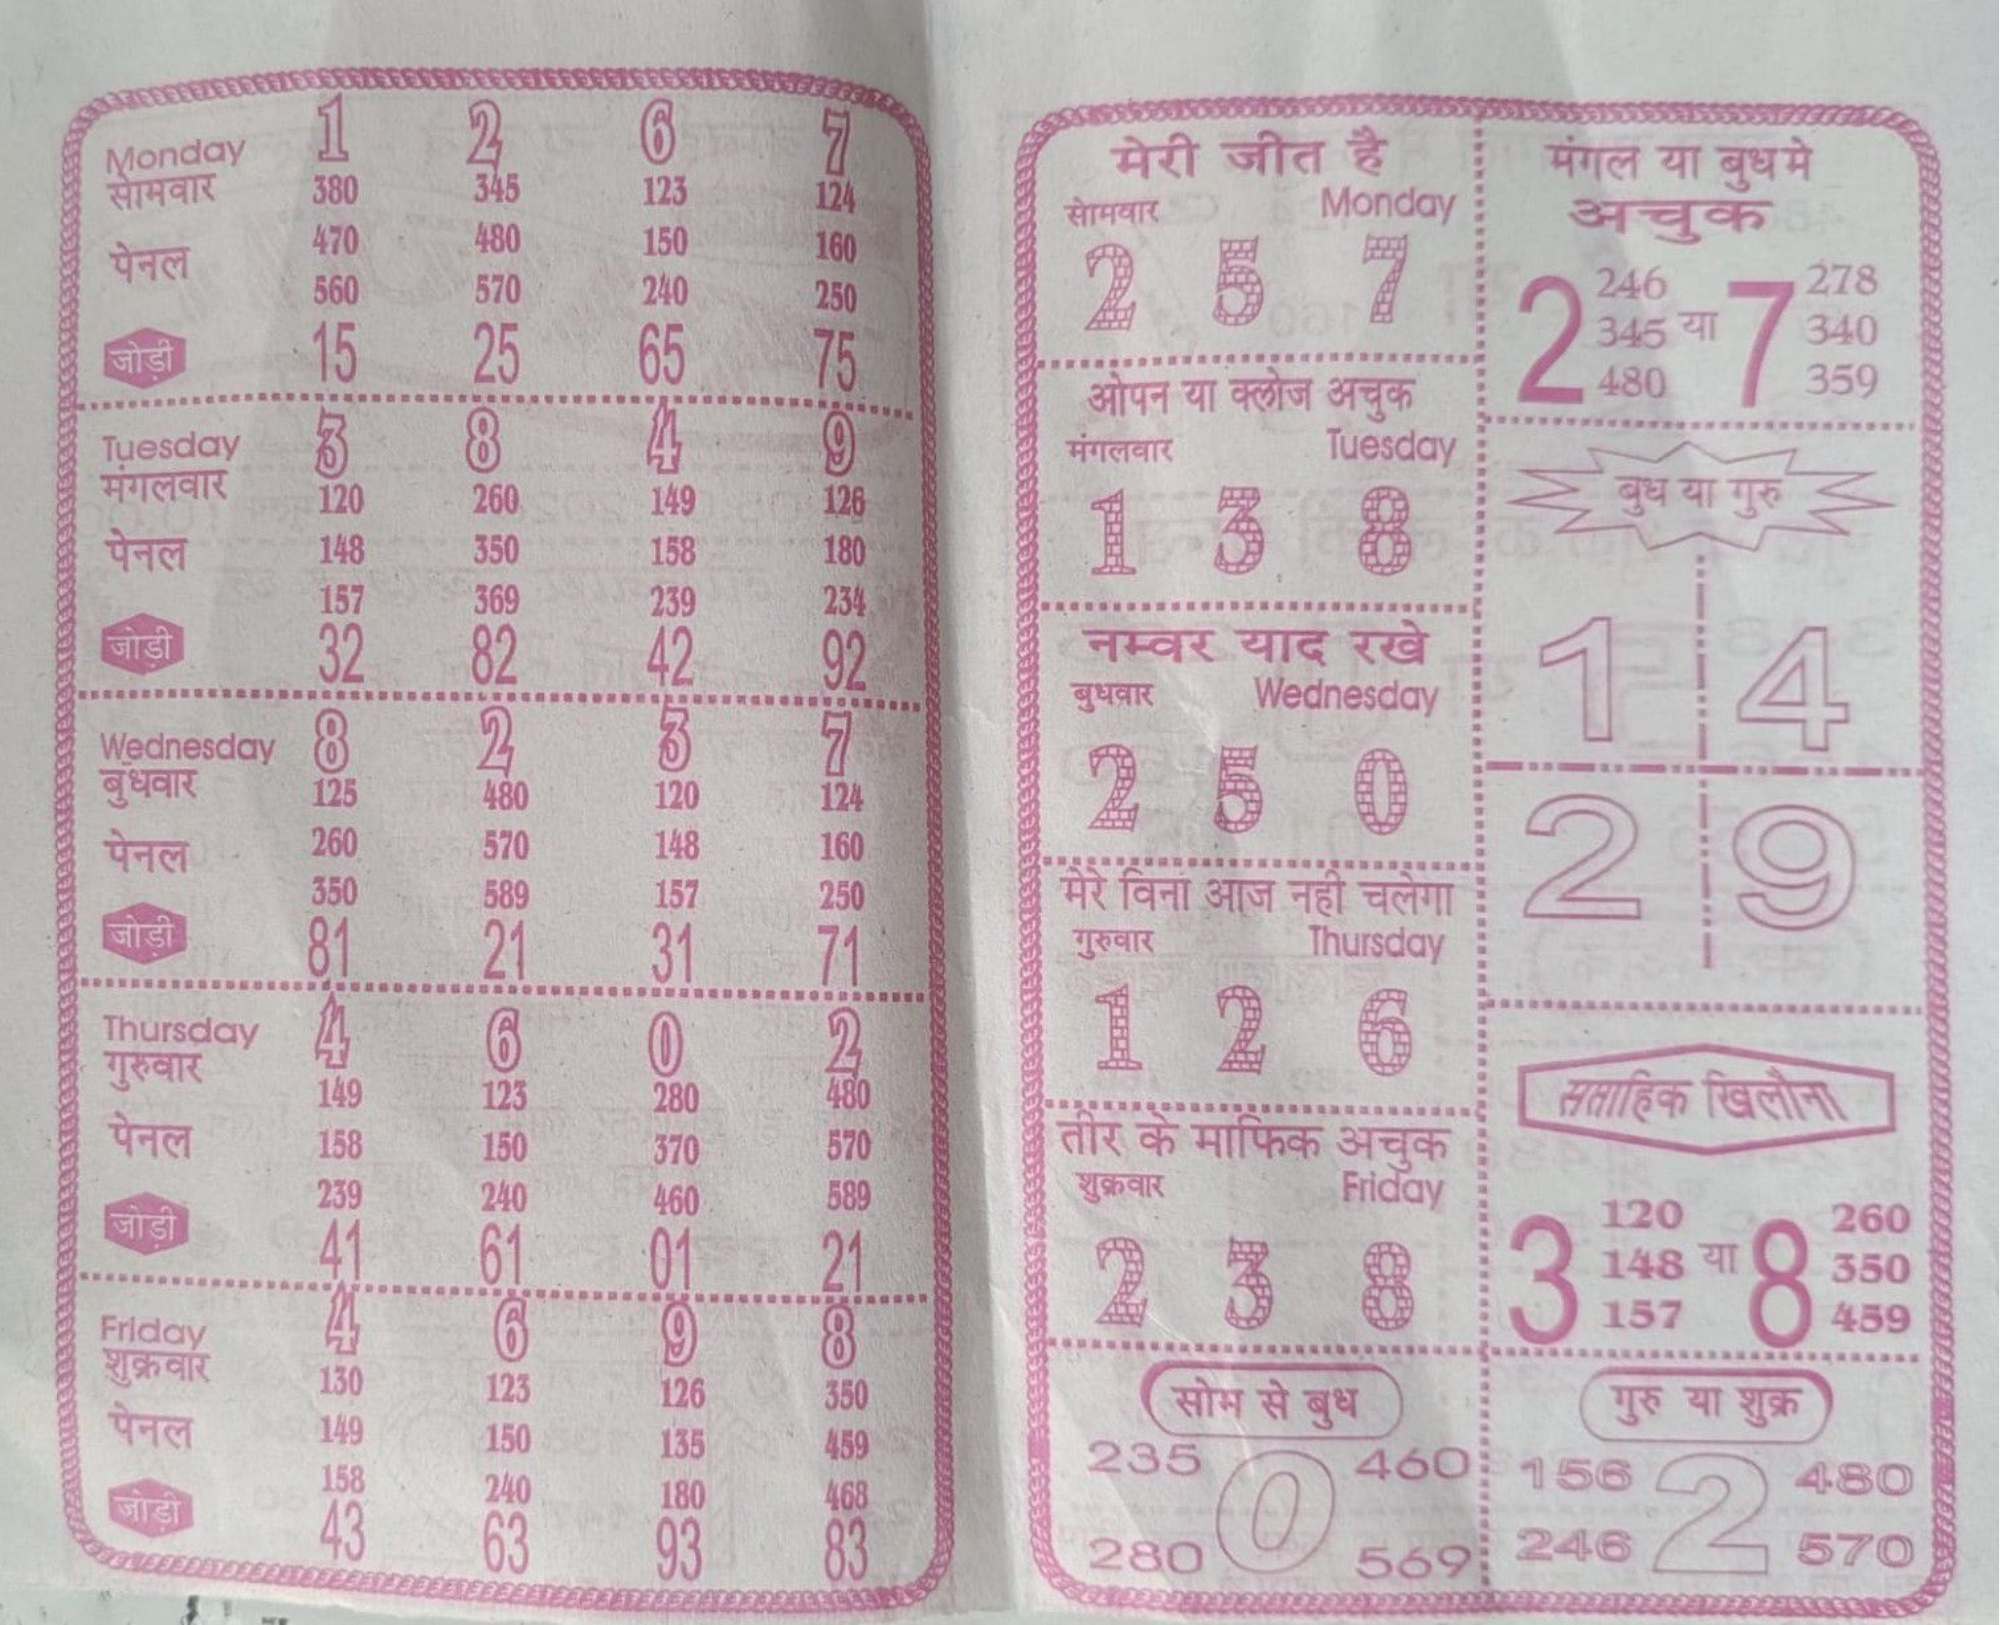 1 2 6 7
Monday
सोमवार 380 345 123 124
पेनल 470 480 150 160
560 570 240 250
जोड़ी 15 25 65 75
Tuesday 3 8 4 9
मंगलवार 120 260 149 126
पेनल 148 350 158 180
157 369 239 234
जोड़ी 32 82 42 92
Wednesday 8 2 3 7
बुधवार 125 480 120 124
पेनल 260 570 148 160
350 589 157 250
जोड़ी 81 21 31 71
Thursday 4 6 0 2
गुरुवार 149 123 280 480
पेनल 158 150 370 570
239 240 460 589
जोड़ी 41 61 01 21
Friday 4 6 9 8
शुक्रवार 130 123 126 350
पेनल 149 150 135 459
158 240 180 468
जोड़ी 43 63 93 83
मेरी जीत है
सोमवार Monday
2 5 7
ओपन या क्लोज अचुक
मंगलवार Tuesday
1 3 8
नम्वर याद रखे
बुधवार Wednesday
2 5 0
मेरे विना आज नही चलेगा
गुरुवार Thursday
1 2 6
तीर के माफिक अचुक
शुक्रवार Friday
2 3 8
सोम से बुध
235 460
0
280 569
मंगल या बुधमे
अचुक
246 278
2 345 या 7 340
480 359
बुध या गुरु
1 4
2 9
सताहिक खिलौना
120 260
3 148 या 8 350
157 459
गुरु या शुक्र
156 480
2
246 570